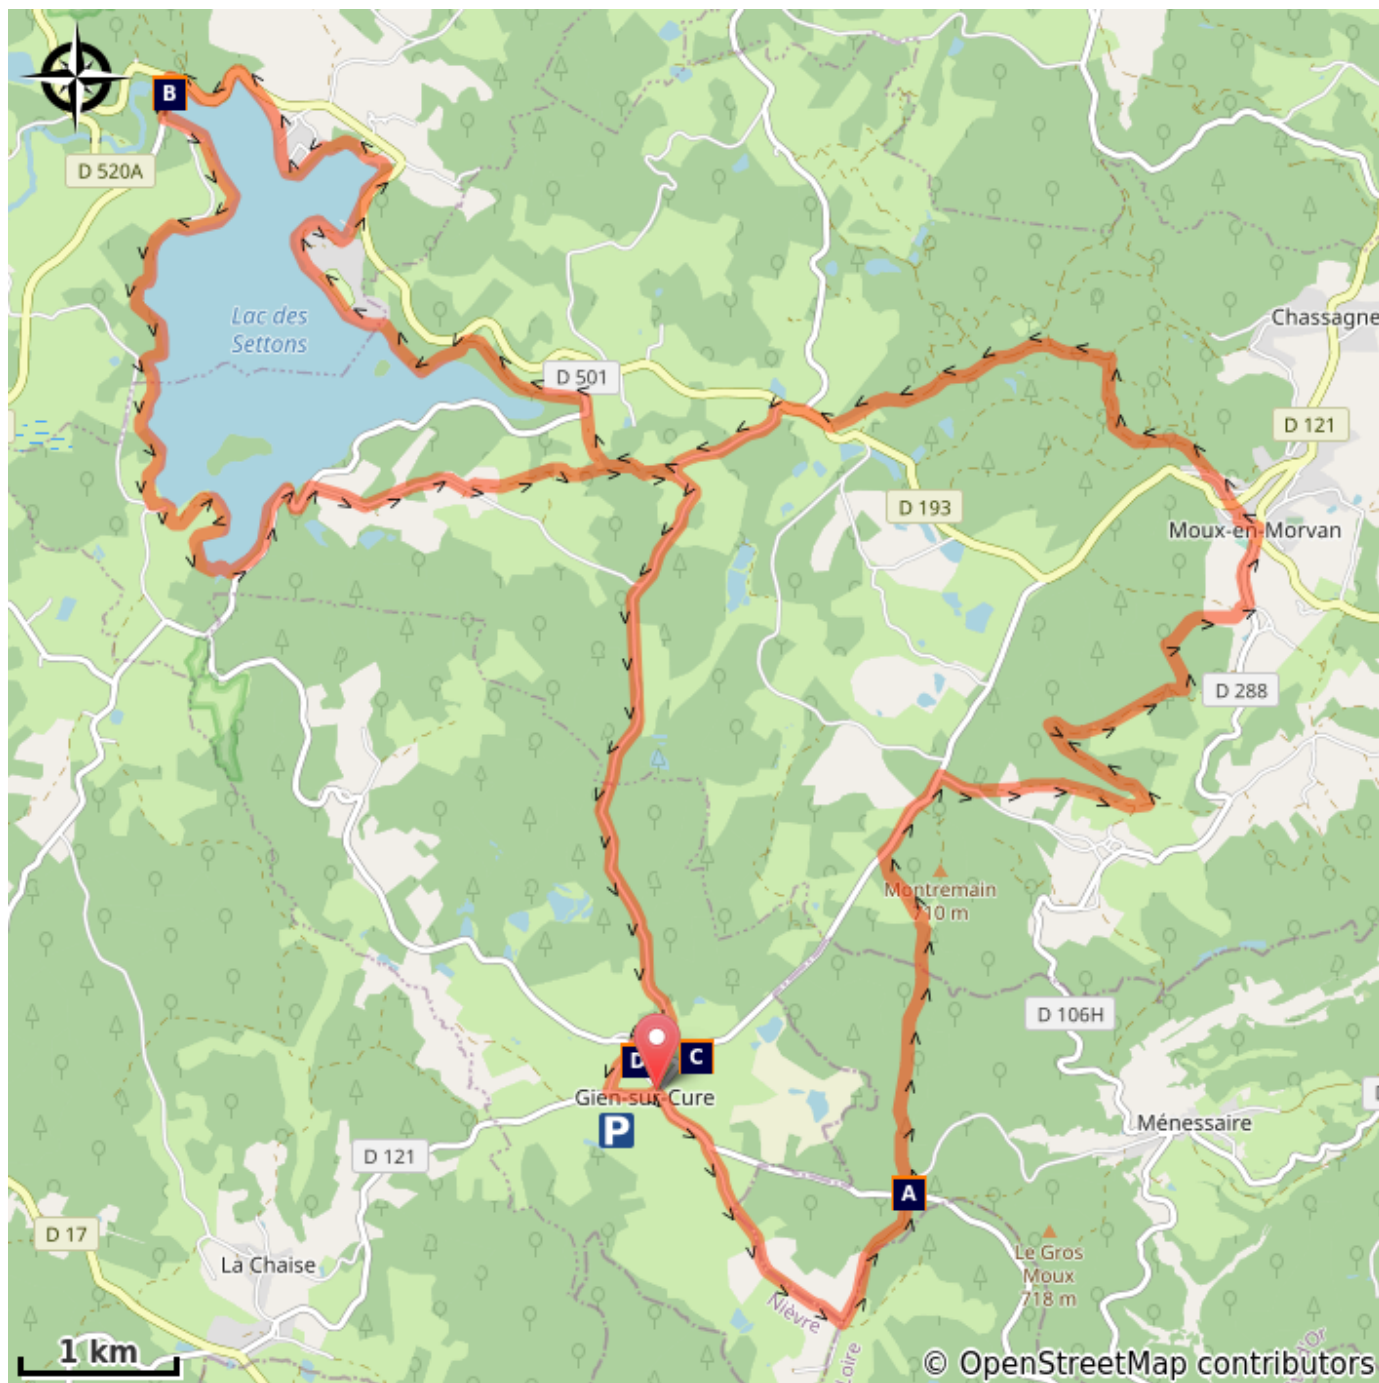 B
D 520A
Lac des
Settons
Chassagne
D 501
D 121
D 193
Moux-en-Morvan
D 288
Montremain
710 m
D 106H
D
C
Gien-sur-Cure
P
Ménessaire
D 121
A
D 17
La Chaise
Le Gros
Moux
718 m
Nièvre
Loire
d'Or
1 km
© OpenStreetMap contributors